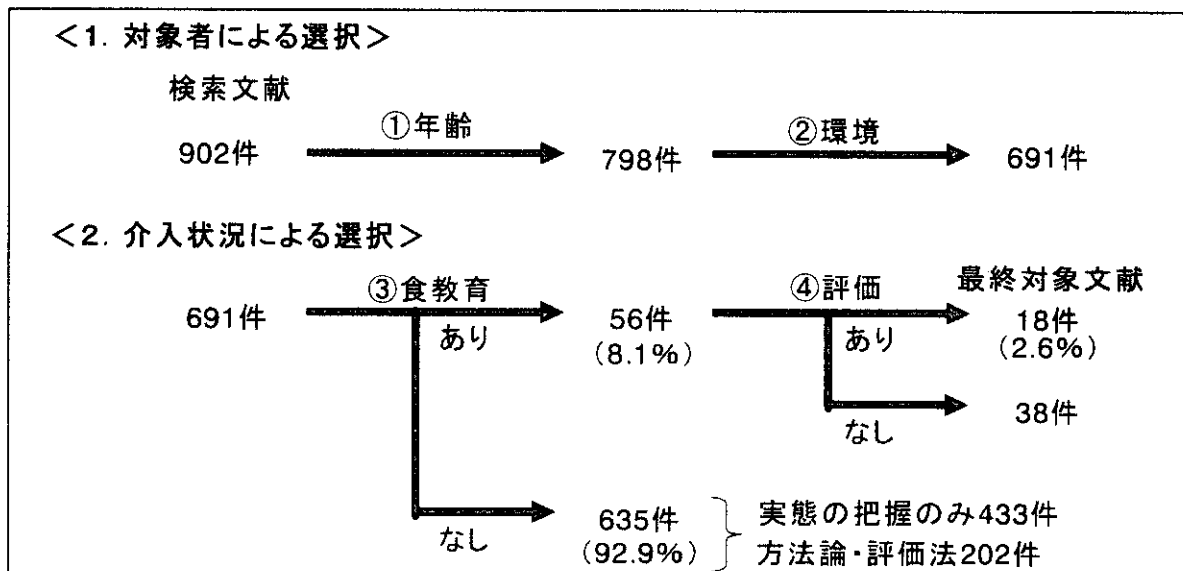 ＜1. 対象者による選択＞
検索文献
902件 ①年齢 798件 ②環境 691件
＜2. 介入状況による選択＞
691件 ③食教育 あり 56件 (8.1%) ④評価 あり 最終対象文献 18件 (2.6%)
なし 38件
なし 635件 (92.9%) 実態の把握のみ433件
方法論・評価法202件